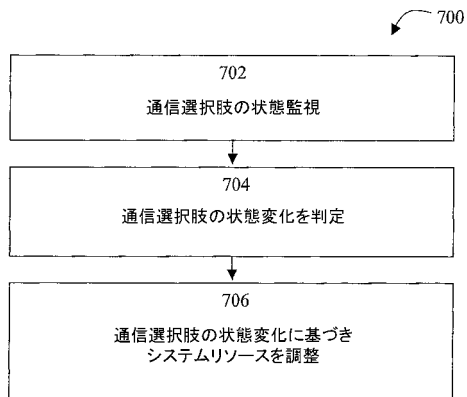 700
702
通信選択肢の状態監視
704
通信選択肢の状態変化を判定
706
通信選択肢の状態変化に基づき
システムリソースを調整